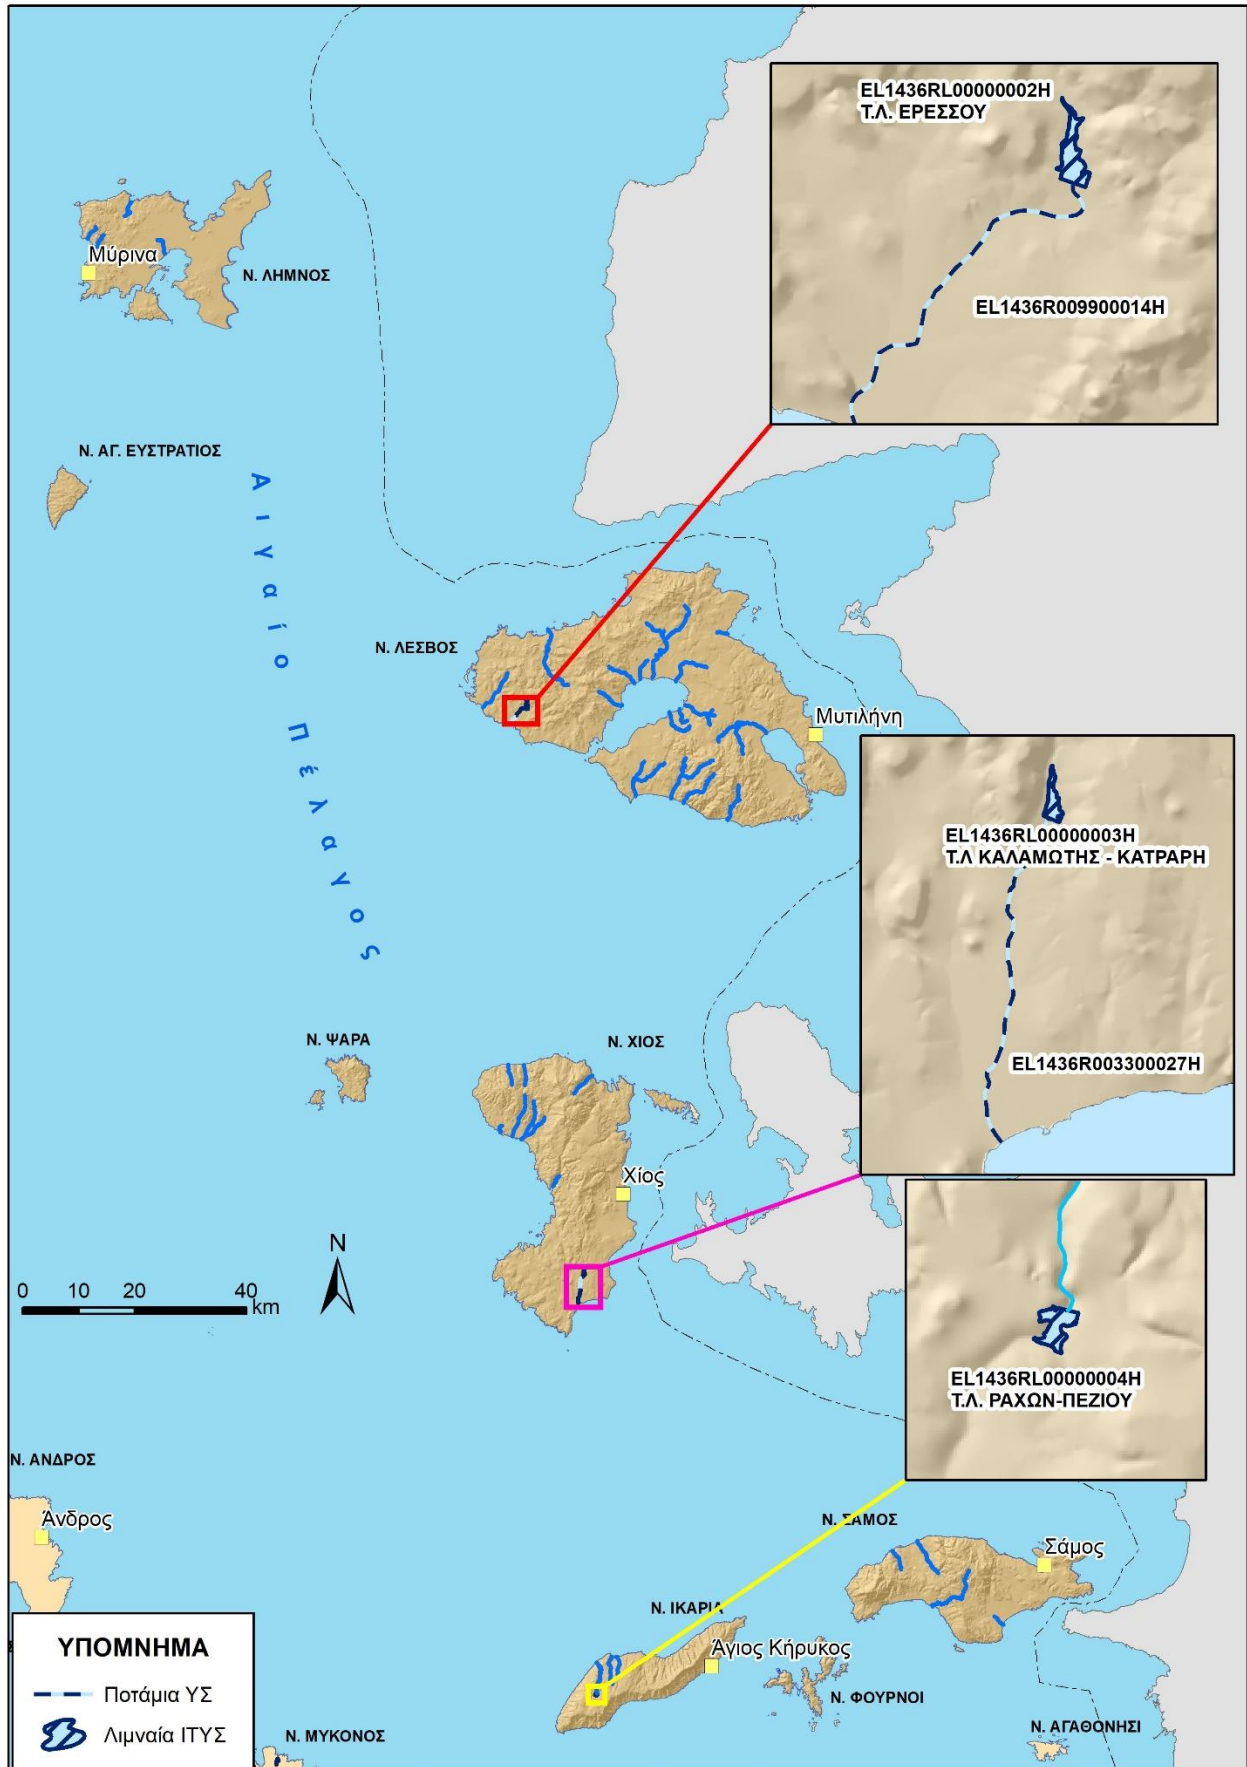 EL1436RL00000002H
Τ.Λ. ΕΡΕΣΣΟΥ
EL1436R009900014H
Μύρινα
Ν. ΛΗΜΝΟΣ
Ν. ΑΓ. ΕΥΣΤΡΑΤΙΟΣ
Αιγαίο Πέλαγος
Ν. ΛΕΣΒΟΣ
Μυτιλήνη
EL1436RL00000003H
Τ.Λ ΚΑΛΑΜΩΤΗΣ - ΚΑΤΡΑΡΗ
EL1436R003300027H
Ν. ΨΑΡΑ
Ν. ΧΙΟΣ
Χίος
N
0 20 40
km
EL1436RL00000004H
Τ.Λ. ΡΑΧΩΝ-ΠΕΖΙΟΥ
Ν. ΑΝΔΡΟΣ
Άνδρος
Ν. ΣΑΜΟΣ
Σάμος
Ν. ΙΚΑΡΙΑ
Άγιος Κήρυκος
Ν. ΦΟΥΡΝΟΙ
Ν. ΑΓΑΘΟΝΗΣΙ
Ν. ΜΥΚΟΝΟΣ
ΥΠΟΜΝΗΜΑ
Ποτάμια ΥΣ
Λιμναία ΙΤΥΣ